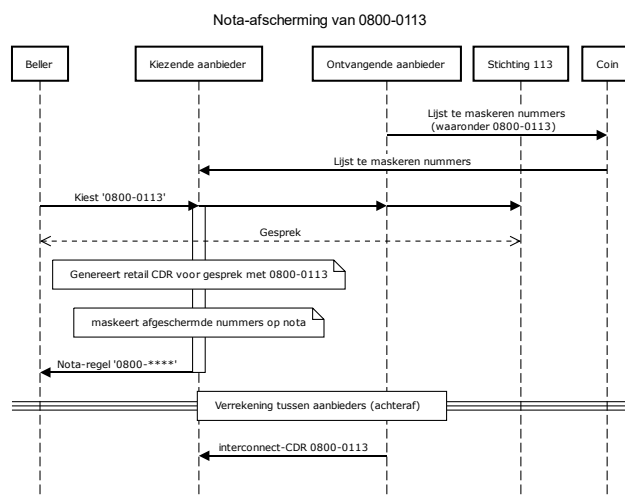 Nota-afscherming van 0800-0113
Beller
Kiezende aanbieder
Ontvangende aanbieder
Stichting 113
Coin
Lijst te maskeren nummers
(waaronder 0800-0113)
Lijst te maskeren nummers
Kiest '0800-0113'
Gesprek
Genereert retail CDR voor gesprek met 0800-0113
maskeert afgeschermde nummers op nota
Nota-regel '0800-****'
Verrekening tussen aanbieders (achteraf)
interconnect-CDR 0800-0113